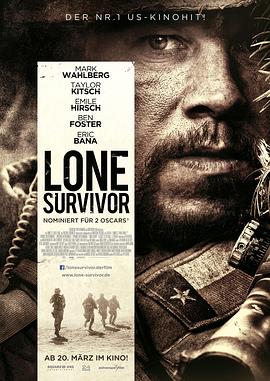 DER NR.1 US-KINOHIT!
MARK
WAHLBERG
TAYLOR
KITSCH
EMILE
HIRSCH
BEN
FOSTER
ERIC
BANA
LONE
SURVIVOR
NOMINIERT FÜR 2 OSCARS®
/lonesurvivor.derfilm
www.lone-survivor.de
AB 20. MÄRZ IM KINO!